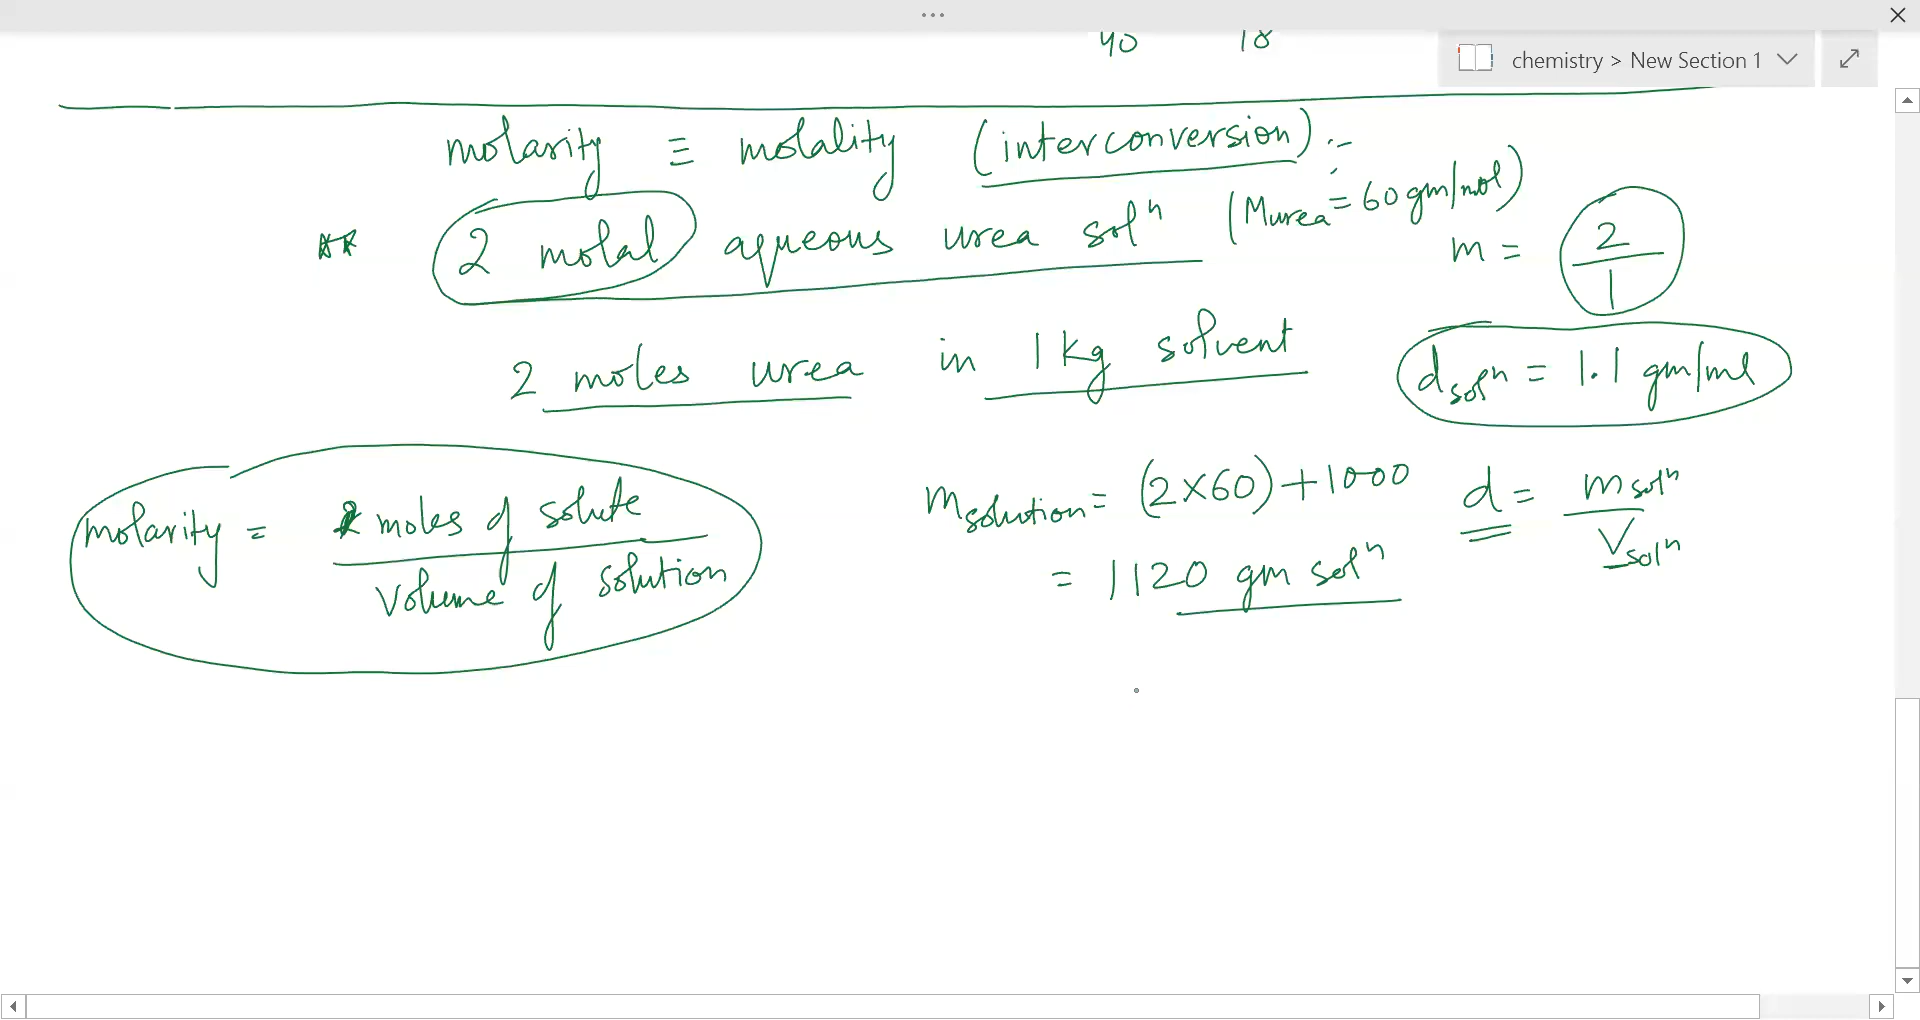 ...
40 18
chemistry > New Section 1
molarity ≡ molality (interconversion) :-
** 2 molal aqueous urea solⁿ (Murea = 60 gm/mol)
m = 2/1
2 moles urea in 1 kg solvent
dsolⁿ = 1.1 gm/ml
molarity = moles of solute / volume of solution
msolution = (2×60)+1000
= 1120 gm solⁿ
d = msolⁿ / Vsolⁿ